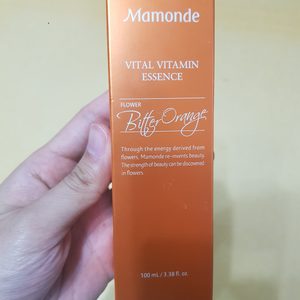 Mamonde
VITAL VITAMIN
ESSENCE
FLOWER
Bitter Orange
Through the energy derived from
flowers, Mamonde re-invents beauty.
The strength of beauty can be discovered
in flowers.
100 mL / 3.38 fl. oz.